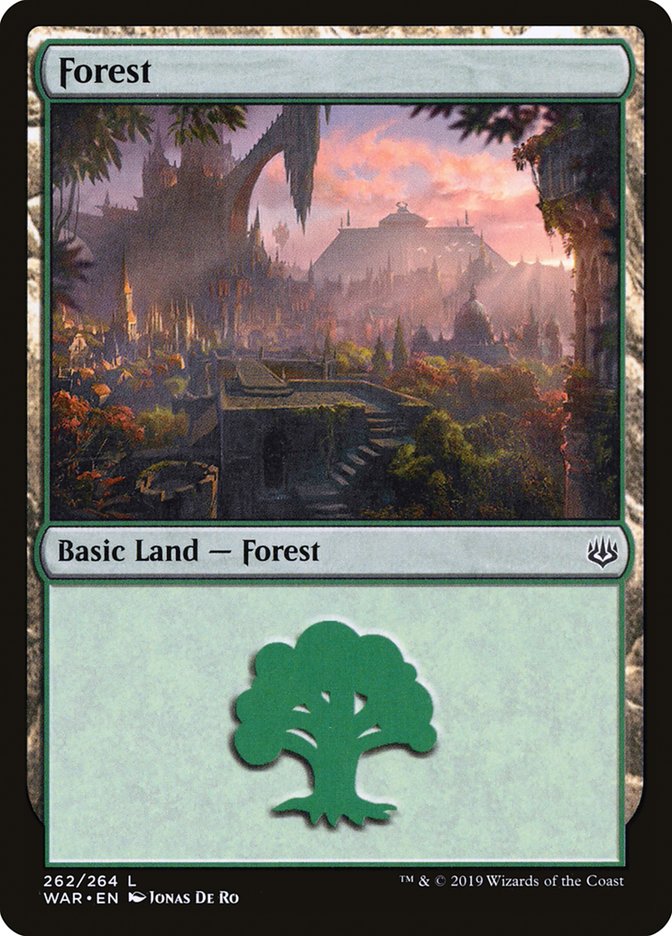 Forest
Basic Land — Forest
262/264 L
WAR • EN Jonas De Ro
™ & © 2019 Wizards of the Coast